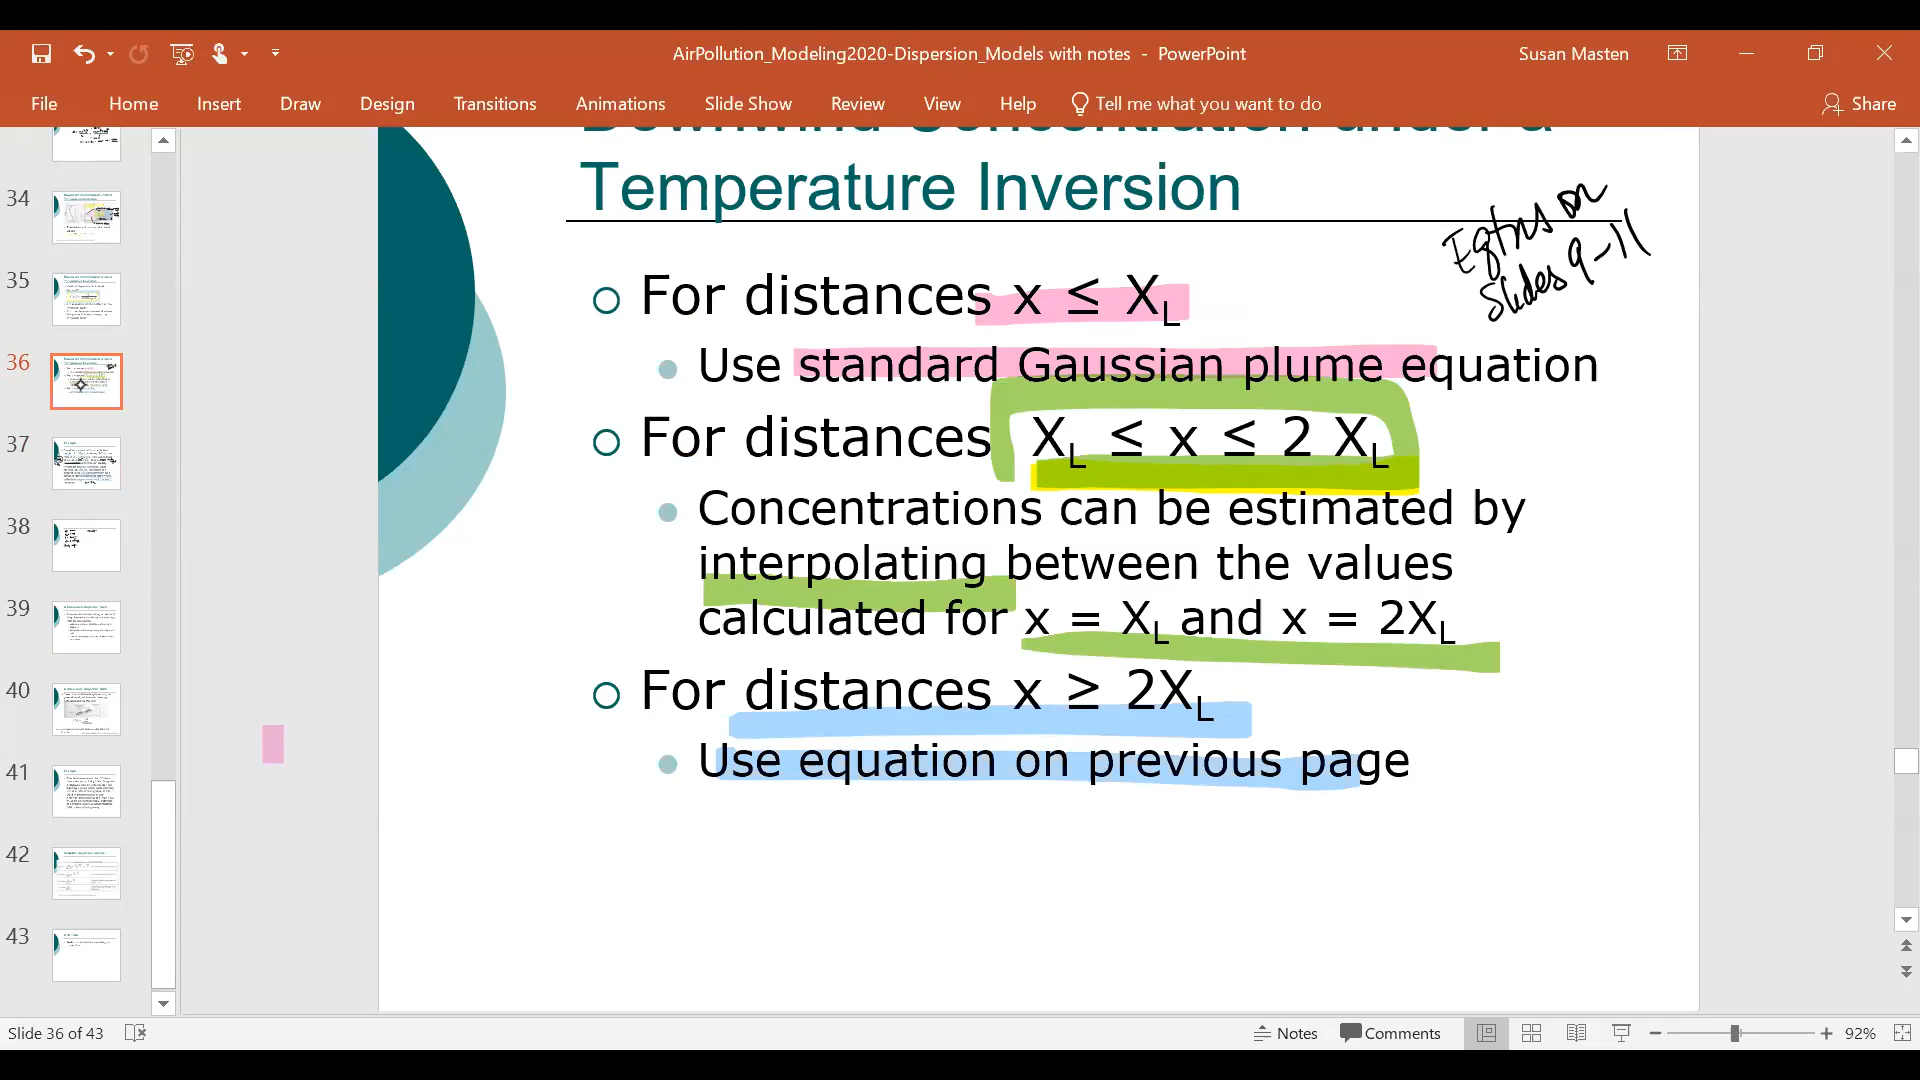 AirPollution_Modeling2020-Dispersion_Models with notes - PowerPoint
Susan Masten
File Home Insert Draw Design Transitions Animations Slide Show Review View Help Tell me what you want to do Share
Temperature Inversion
Eqtns on
Slides 9-11
For distances x ≤ XL
Use standard Gaussian plume equation
For distances XL ≤ x ≤ 2 XL
Concentrations can be estimated by
interpolating between the values
calculated for x = XL and x = 2XL
For distances x ≥ 2XL
Use equation on previous page
34
35
36
37
38
39
40
41
42
43
Slide 36 of 43
Notes Comments 92%